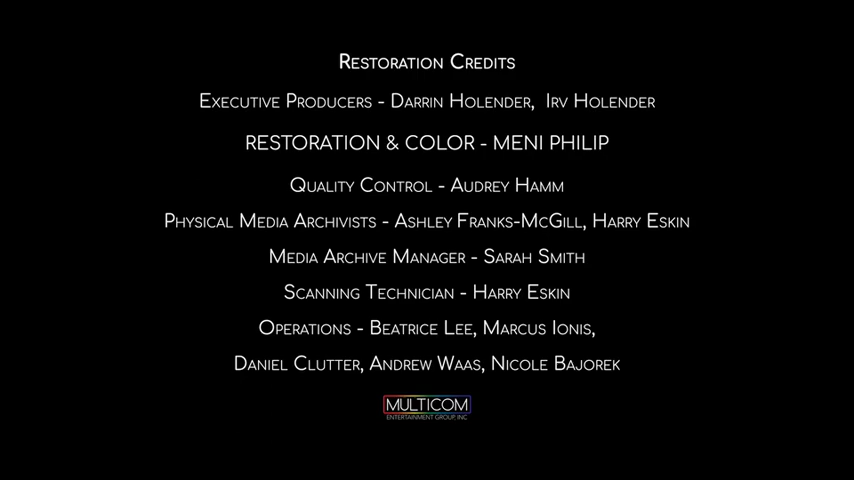 Restoration Credits
Executive Producers - Darrin Holender, Irv Holender
RESTORATION & COLOR - MENI PHILIP
Quality Control - Audrey Hamm
Physical Media Archivists - Ashley Franks-McGill, Harry Eskin
Media Archive Manager - Sarah Smith
Scanning Technician - Harry Eskin
Operations - Beatrice Lee, Marcus Ionis,
Daniel Clutter, Andrew Waas, Nicole Bajorek
MULTICOM
ENTERTAINMENT GROUP, INC